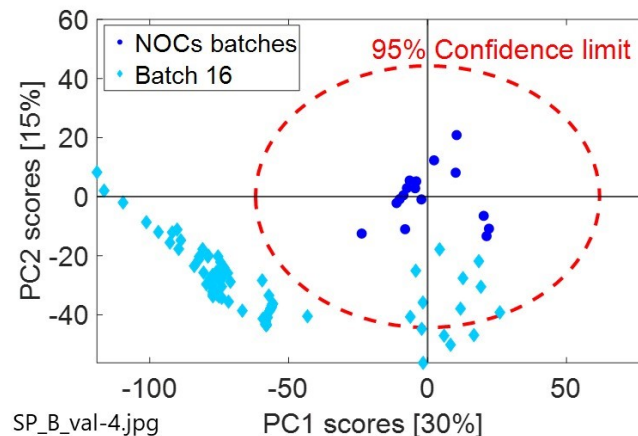 NOCs batches
Batch 16
95% Confidence limit
PC2 scores [15%]
60
40
20
0
-20
-40
-100
-50
0
50
PC1 scores [30%]
SP_B_val-4.jpg